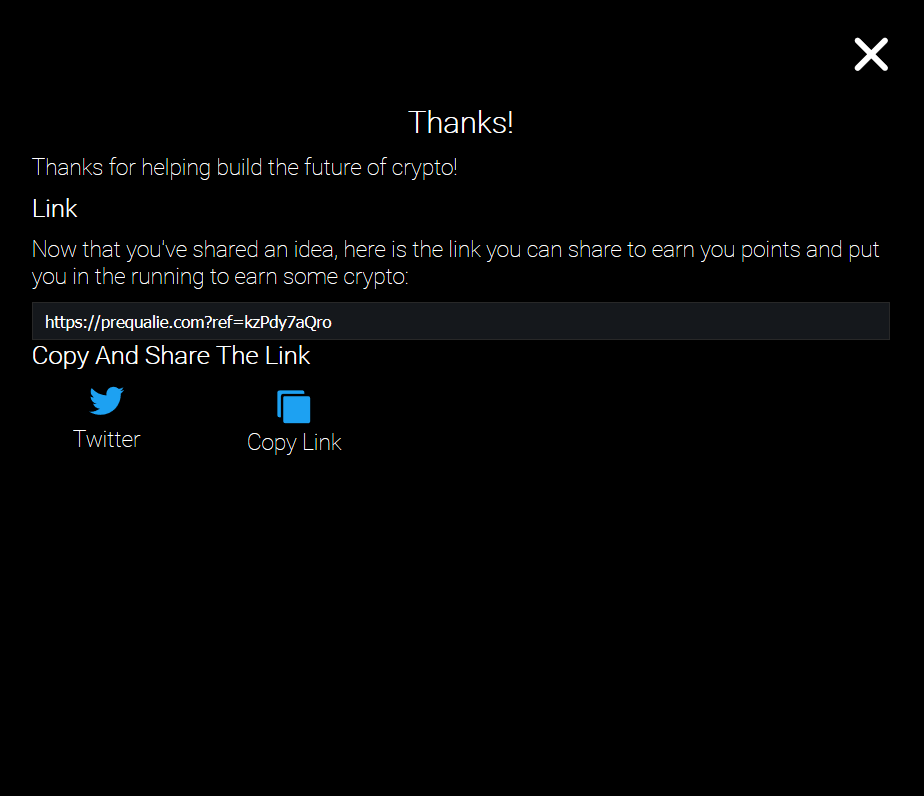 Thanks!
Thanks for helping build the future of crypto!
Link
Now that you've shared an idea, here is the link you can share to earn you points and put
you in the running to earn some crypto:
https://prequalie.com?ref=kzPdy7aQro
Copy And Share The Link
Twitter
Copy Link